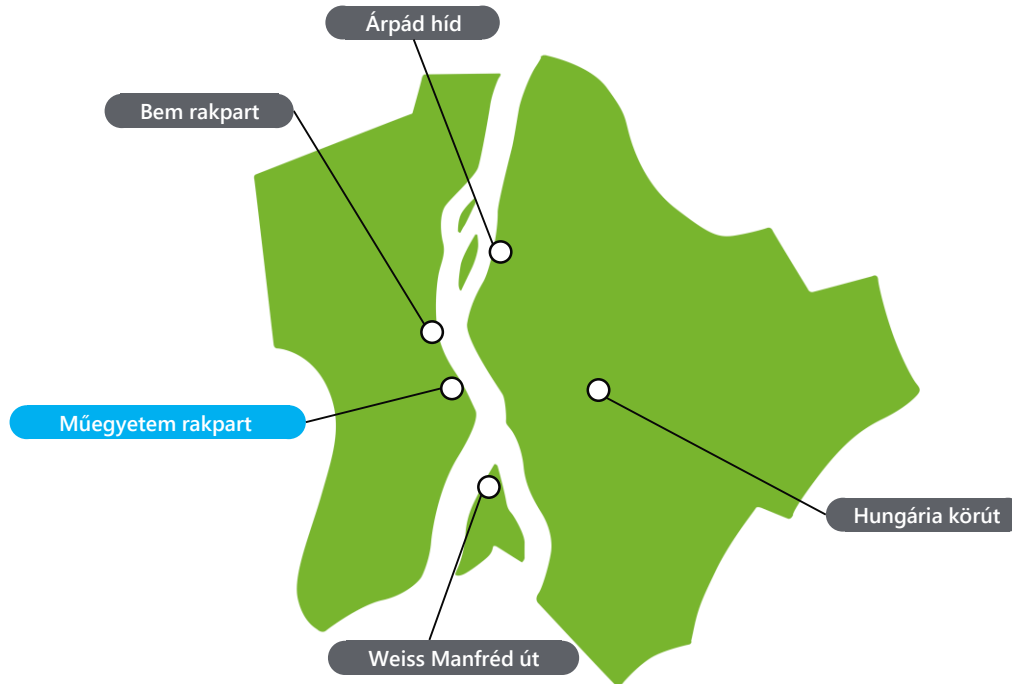 Árpád híd
Bem rakpart
Műegyetem rakpart
Hungária körút
Weiss Manfréd út